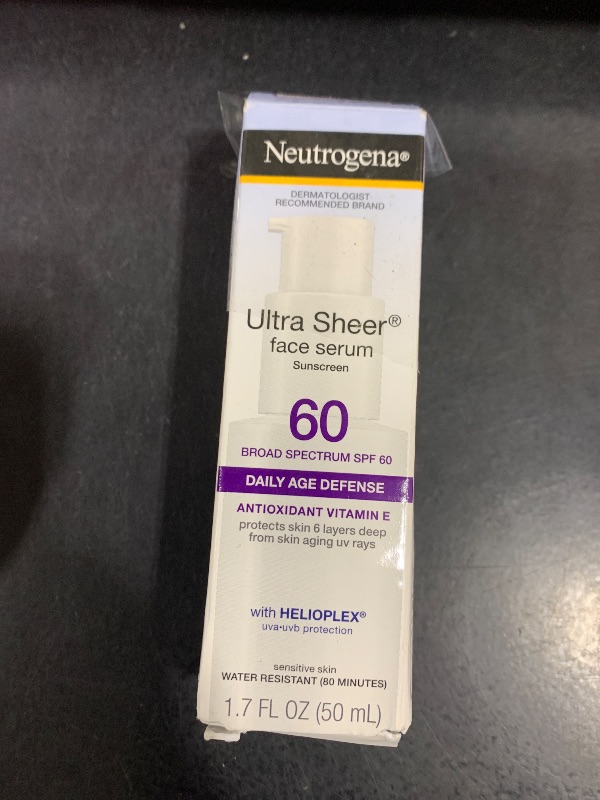 Neutrogena®
DERMATOLOGIST
RECOMMENDED BRAND
Ultra Sheer®
face serum
Sunscreen
60
BROAD SPECTRUM SPF 60
DAILY AGE DEFENSE
ANTIOXIDANT VITAMIN E
protects skin 6 layers deep
from skin aging uv rays
with HELIOPLEX®
uva•uvb protection
sensitive skin
WATER RESISTANT (80 MINUTES)
1.7 FL OZ (50 mL)